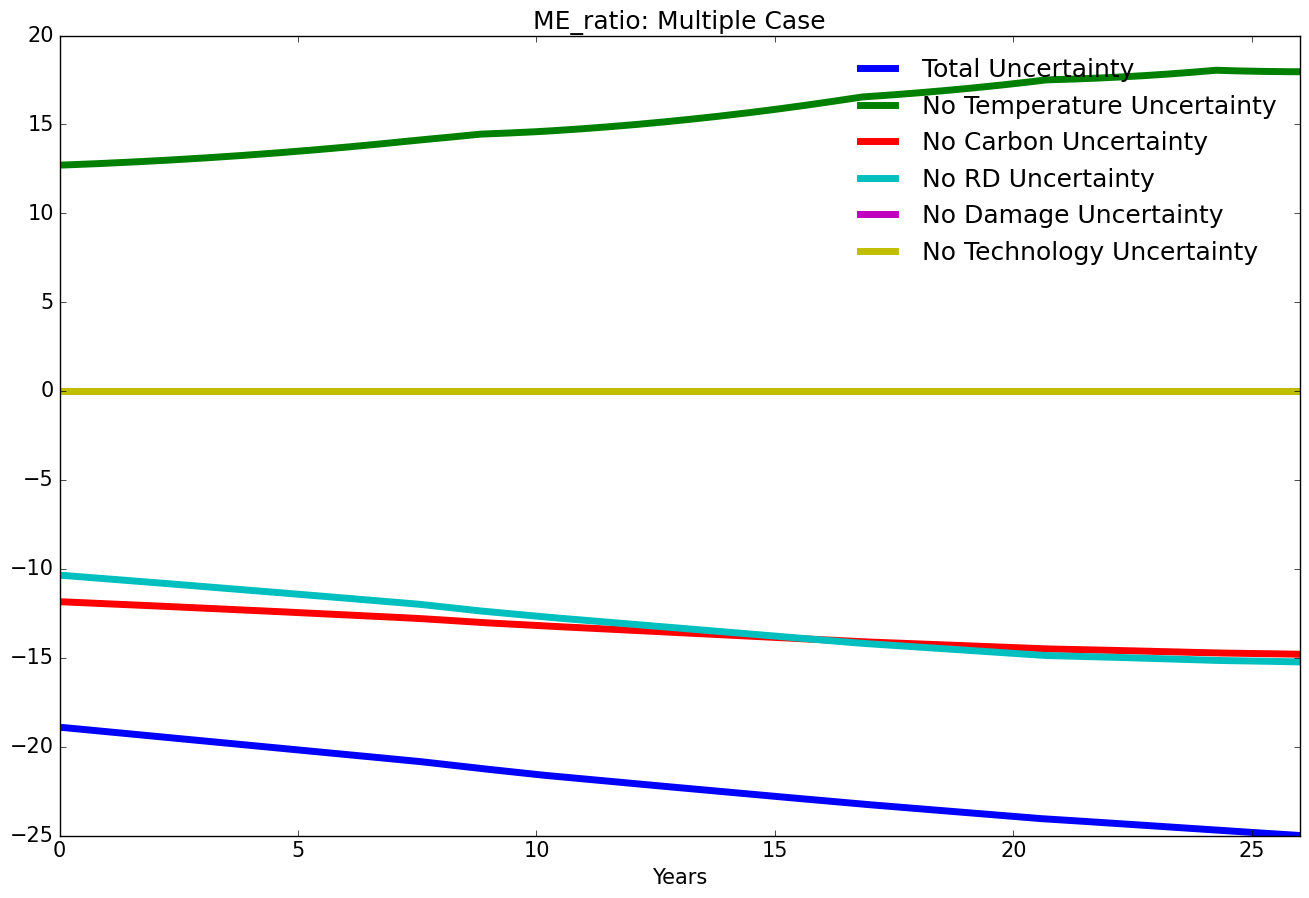 ME_ratio: Multiple Case
20
15
10
5
0
−5
−10
−15
−20
−25
Total Uncertainty
No Temperature Uncertainty
No Carbon Uncertainty
No RD Uncertainty
No Damage Uncertainty
No Technology Uncertainty
0 5 10 15 20 25
Years